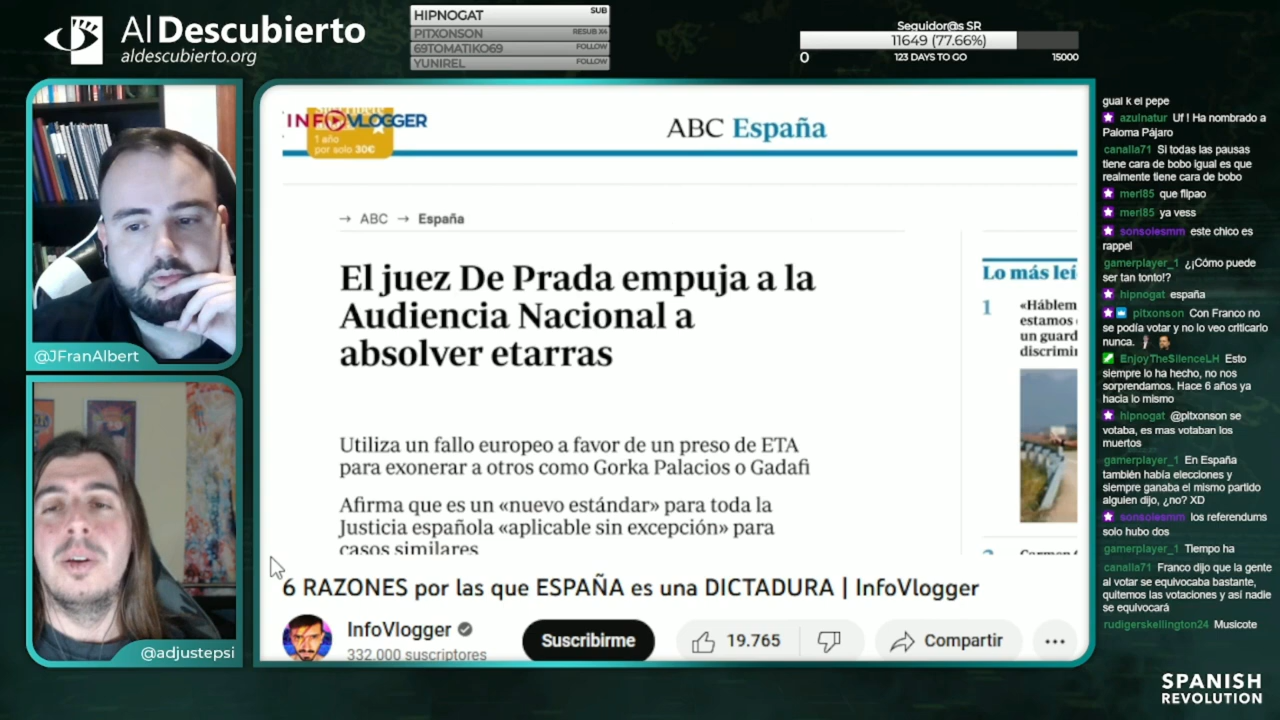 Al Descubierto
aldescubierto.org
HIPNOGAT SUB
PITXONSON RESUB X4
69TOMATIKO69 FOLLOW
YUNIREL FOLLOW
Seguidor@s SR
11649 (77.66%)
0 123 DAYS TO GO 15000
@JFranAlbert
@adjustepsi
INFOVLOGGER
1 año
por solo 30€
ABC España
→ ABC → España
El juez De Prada empuja a la
Audiencia Nacional a
absolver etarras
Utiliza un fallo europeo a favor de un preso de ETA
para exonerar a otros como Gorka Palacios o Gadafi
Afirma que es un «nuevo estándar» para toda la
Justicia española «aplicable sin excepción» para
casos similares
Lo más leí
1 «Háblem
estamos
un guard
discrimi
6 RAZONES por las que ESPAÑA es una DICTADURA | InfoVlogger
InfoVlogger
332.000 suscriptores
Suscribirme
19.765
Compartir
gual k el pepe
azulnatur Uf ! Ha nombrado a
Paloma Pájaro
canalla71 Si todas las pausas
tiene cara de bobo igual es que
realmente tiene cara de bobo
merl85 que flipao
merl85 ya vess
sonsolesmm este chico es
rappel
gamerplayer_1 ¿¡Cómo puede
ser tan tonto!?
hipnogat españa
pitxonson Con Franco no
se podía votar y no lo veo criticarlo
nunca.
EnjoyTheSilenceLH Esto
siempre lo ha hecho, no nos
sorprendamos. Hace 6 años ya
hacia lo mismo
hipnogat @pitxonson se
votaba, es mas votaban los
muertos
gamerplayer_1 En España
también había elecciones y
siempre ganaba el mismo partido
alguien dijo, ¿no? XD
sonsolesmm los referendums
solo hubo dos
gamerplayer_1 Tiempo ha
canalla71 Franco dijo que la gente
al votar se equivocaba bastante,
quitemos las votaciones y así nadie
se equivocará
rudigerskellington24 Musicote
SPANISH
REVOLUTION